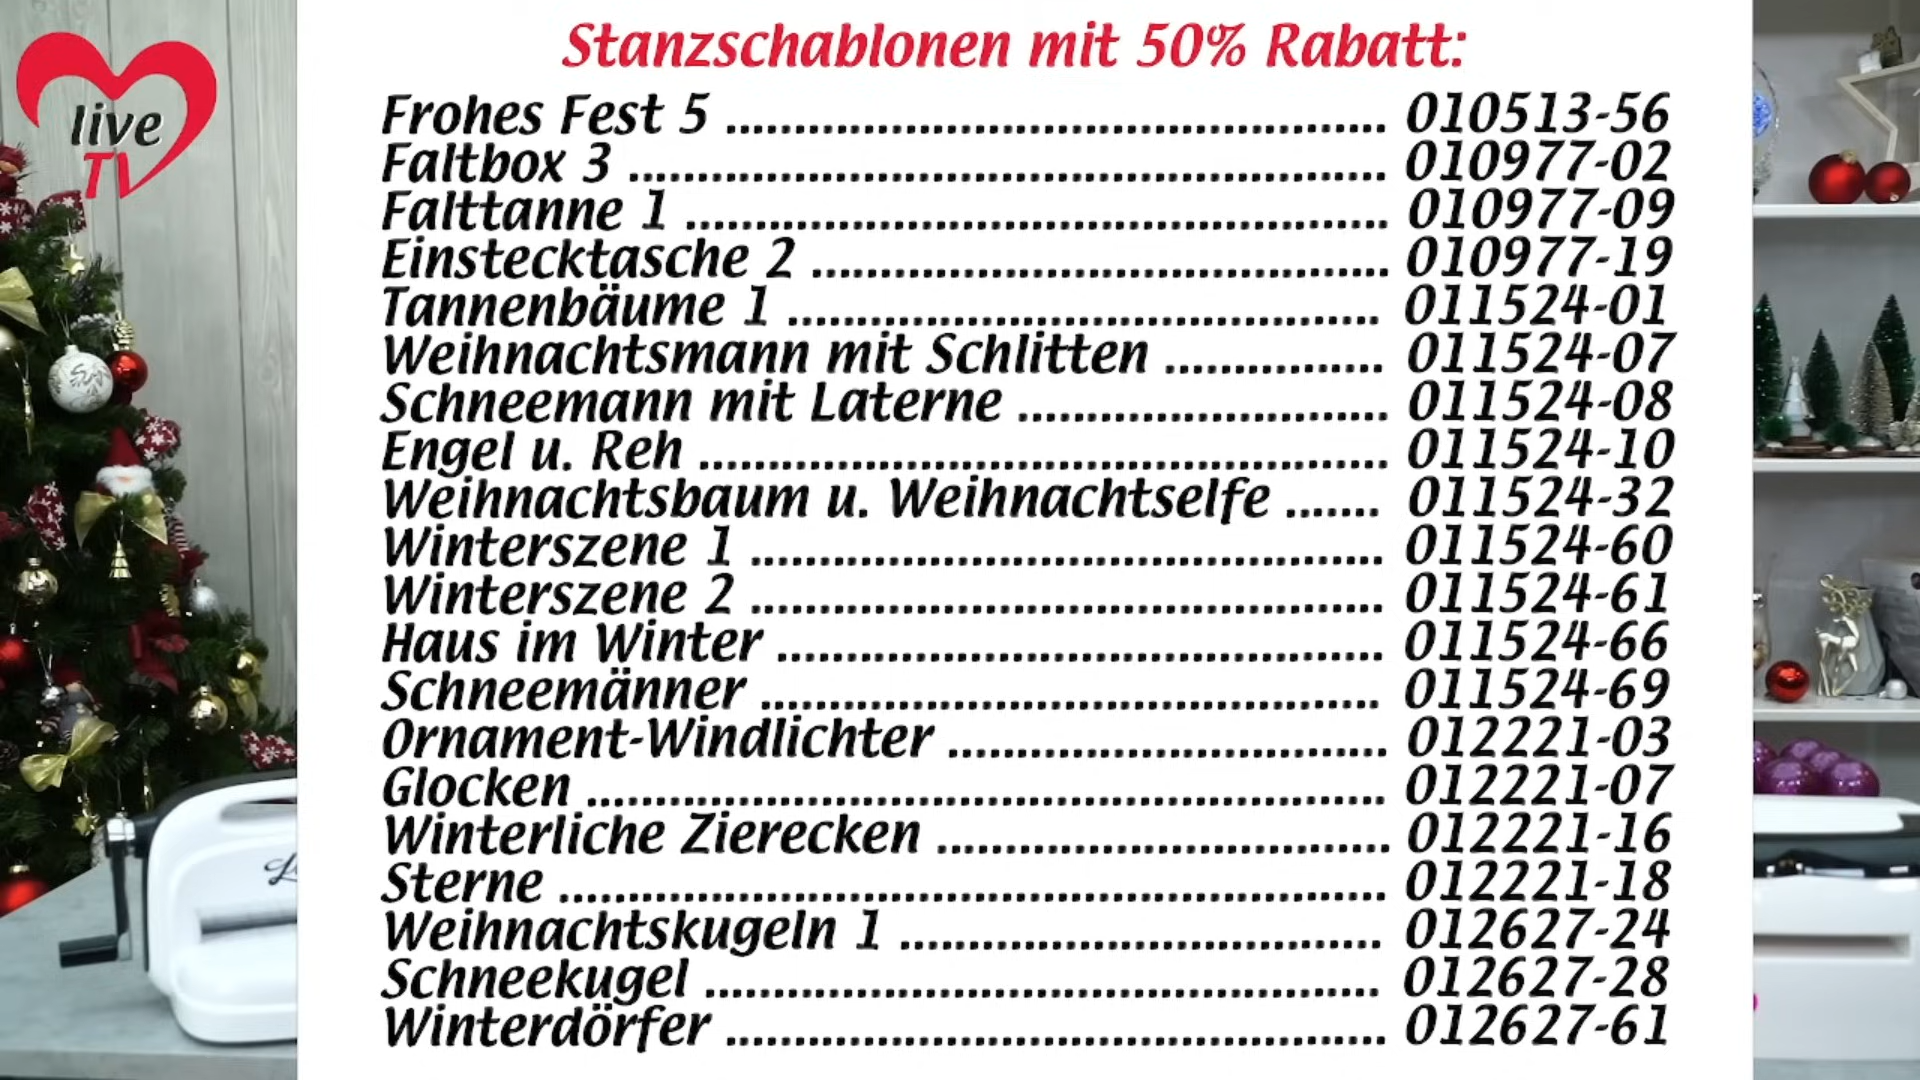 live
TV
Stanzschablonen mit 50% Rabatt:
Frohes Fest 5 ................................................ 010513-56
Faltbox 3 ....................................................... 010977-02
Falttanne 1 ................................................... 010977-09
Einstecktasche 2 .......................................... 010977-19
Tannenbäume 1 ........................................... 011524-01
Weihnachtsmann mit Schlitten ................ 011524-07
Schneemann mit Laterne ........................... 011524-08
Engel u. Reh .................................................. 011524-10
Weihnachtsbaum u. Weihnachtselfe ....... 011524-32
Winterszene 1 .............................................. 011524-60
Winterszene 2 .............................................. 011524-61
Haus im Winter ............................................ 011524-66
Schneemänner ............................................. 011524-69
Ornament-Windlichter ................................ 012221-03
Glocken .......................................................... 012221-07
Winterliche Zierecken ................................. 012221-16
Sterne ............................................................ 012221-18
Weihnachtskugeln 1 ................................... 012627-24
Schneekugel ................................................. 012627-28
Winterdörfer ................................................ 012627-61